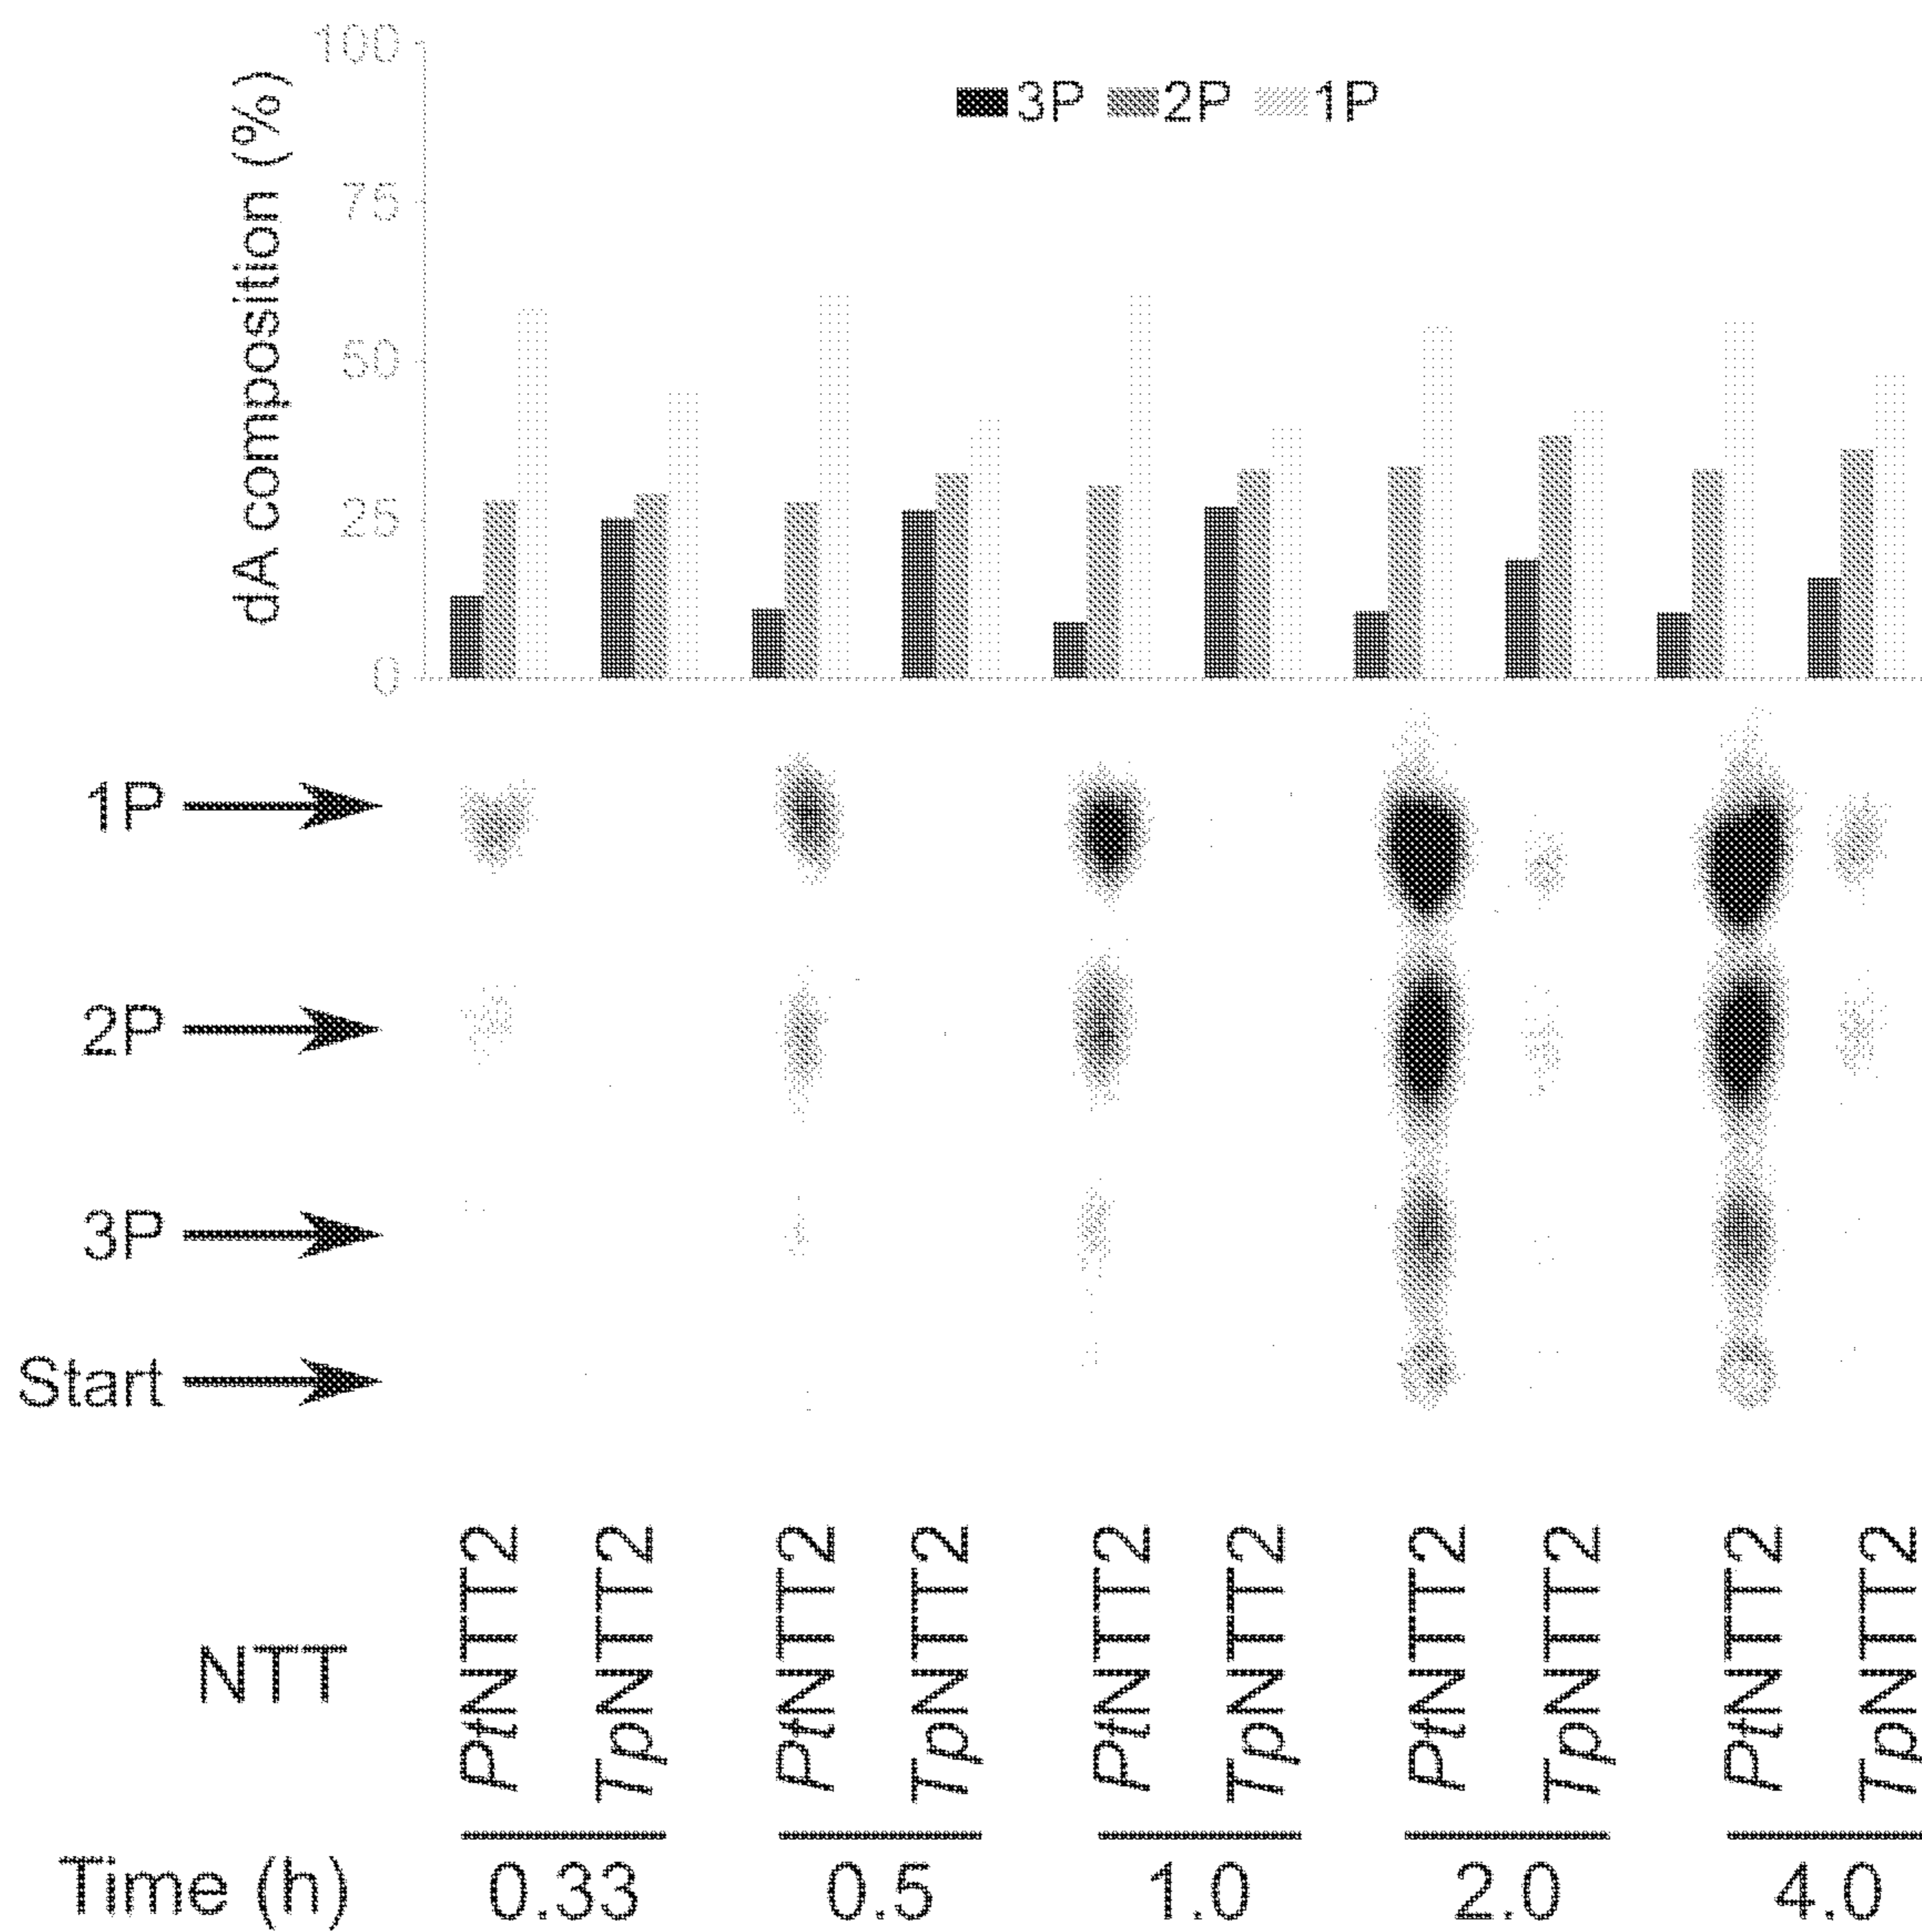 dA composition (%)
100
75
50
25
0
3P 2P 1P
1P
2P
3P
Start
NTT
PtNTT2 TpNTT2 PtNTT2 TpNTT2 PtNTT2 TpNTT2 PtNTT2 TpNTT2 PtNTT2 TpNTT2
Time (h) 0.33 0.5 1.0 2.0 4.0